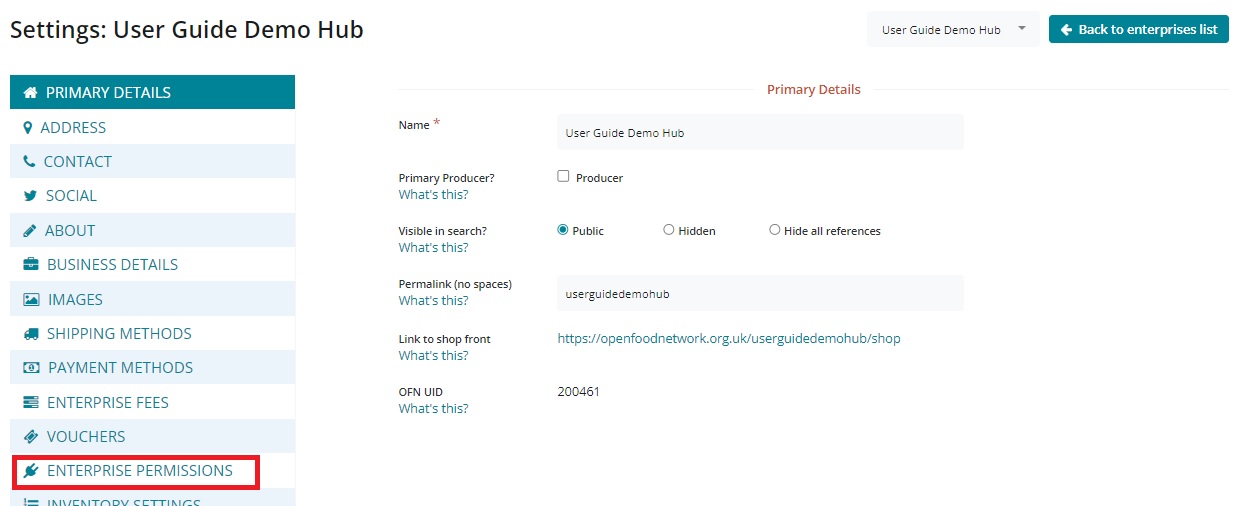 Settings: User Guide Demo Hub
User Guide Demo Hub
Back to enterprises list
PRIMARY DETAILS
ADDRESS
CONTACT
SOCIAL
ABOUT
BUSINESS DETAILS
IMAGES
SHIPPING METHODS
PAYMENT METHODS
ENTERPRISE FEES
VOUCHERS
ENTERPRISE PERMISSIONS
INVENTORY SETTINGS
Primary Details
Name *
User Guide Demo Hub
Primary Producer?
What's this?
Producer
Visible in search?
What's this?
Public
Hidden
Hide all references
Permalink (no spaces)
What's this?
userguidedemohub
Link to shop front
What's this?
https://openfoodnetwork.org.uk/userguidedemohub/shop
OFN UID
What's this?
200461